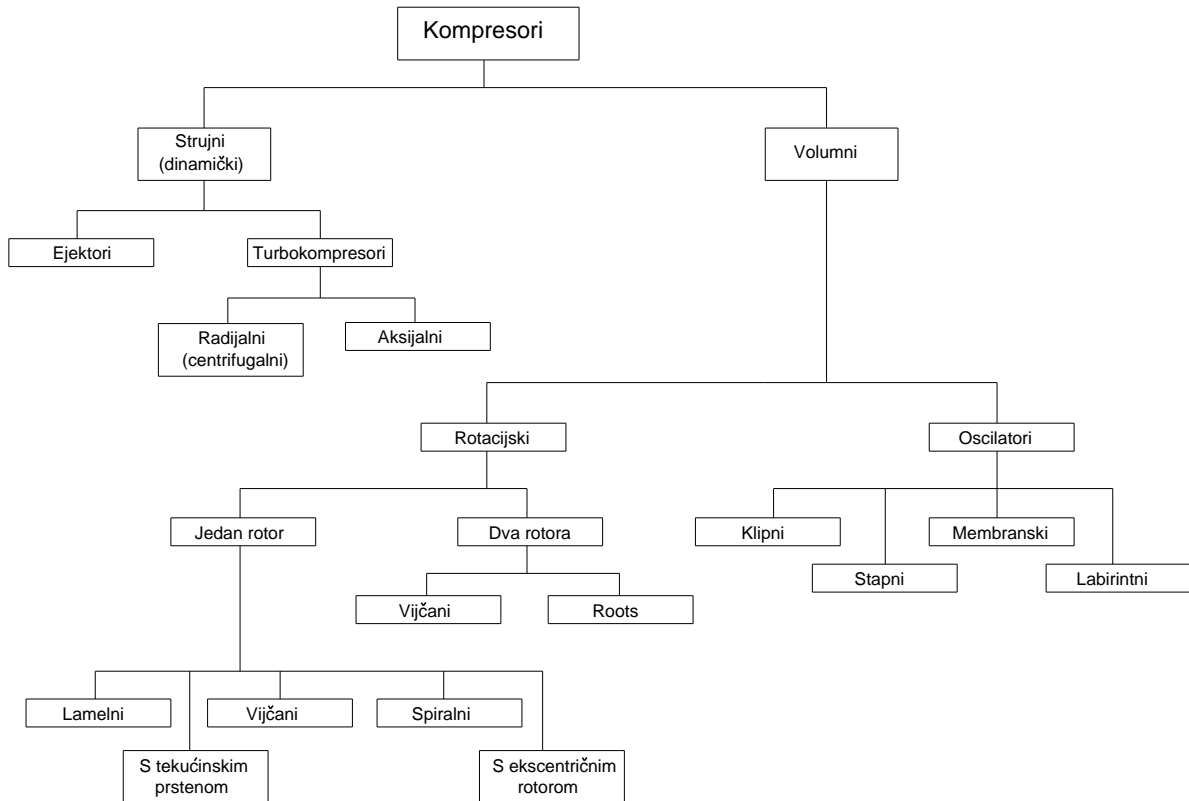 Kompresori
Strujni
(dinamički)
Volumni
Ejektori
Turbokompresori
Radijalni
(centrifugalni)
Aksijalni
Rotacijski
Oscilatori
Jedan rotor
Dva rotora
Klipni
Membranski
Stapni
Labirintni
Vijčani
Roots
Lamelni
Vijčani
Spiralni
S tekućinskim
prstenom
S ekscentričnim
rotorom